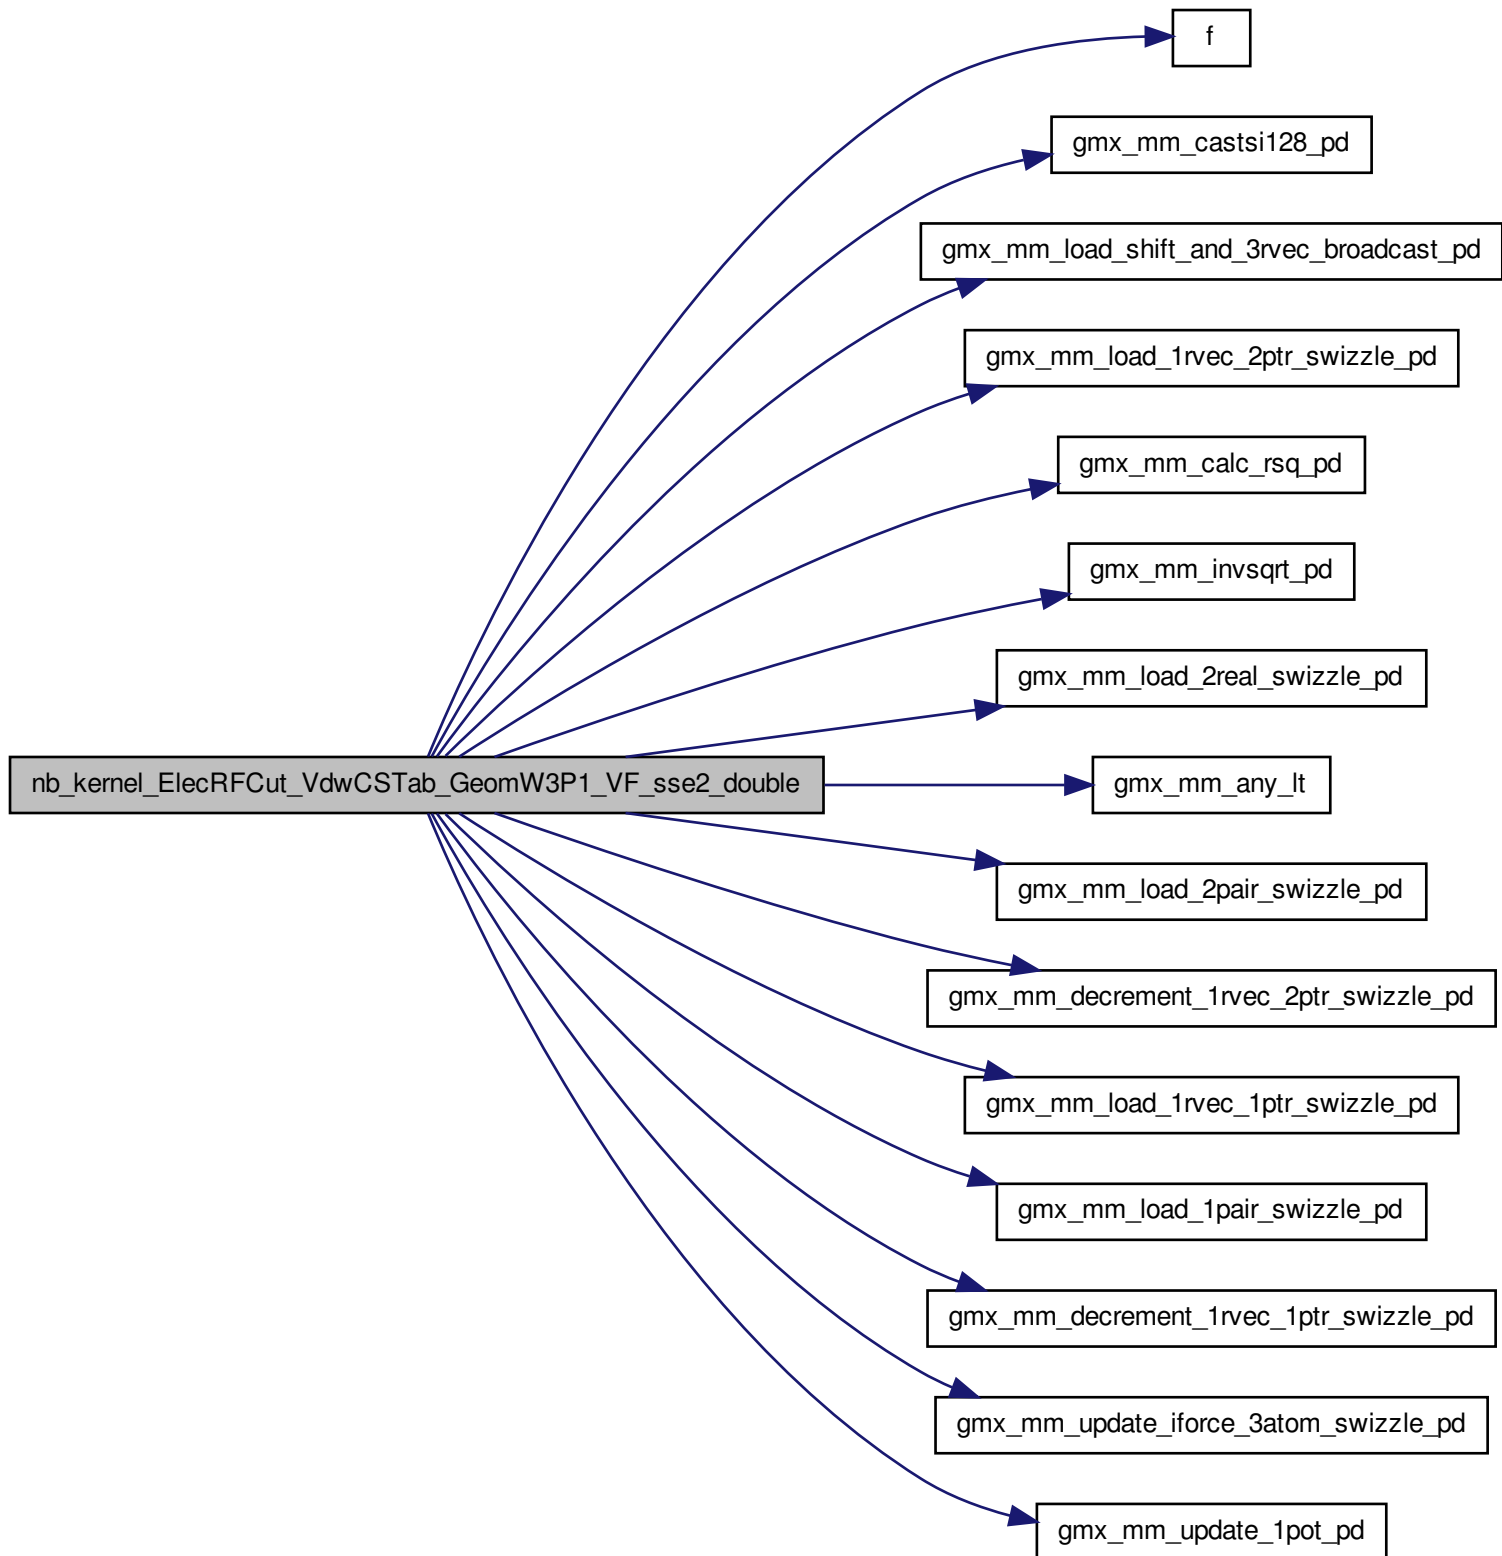 f
gmx_mm_castsi128_pd
gmx_mm_load_shift_and_3rvec_broadcast_pd
gmx_mm_load_1rvec_2ptr_swizzle_pd
gmx_mm_calc_rsq_pd
gmx_mm_invsqrt_pd
gmx_mm_load_2real_swizzle_pd
nb_kernel_ElecRFCut_VdwCSTab_GeomW3P1_VF_sse2_double
gmx_mm_any_lt
gmx_mm_load_2pair_swizzle_pd
gmx_mm_decrement_1rvec_2ptr_swizzle_pd
gmx_mm_load_1rvec_1ptr_swizzle_pd
gmx_mm_load_1pair_swizzle_pd
gmx_mm_decrement_1rvec_1ptr_swizzle_pd
gmx_mm_update_iforce_3atom_swizzle_pd
gmx_mm_update_1pot_pd